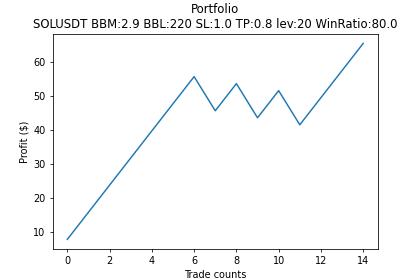 Portfolio
SOLUSDT BBM:2.9 BBL:220 SL:1.0 TP:0.8 lev:20 WinRatio:80.0
Profit ($)
60
50
40
30
20
10
0 2 4 6 8 10 12 14
Trade counts